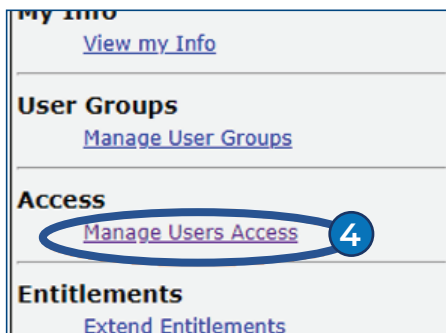 My Info
View my Info
User Groups
Manage User Groups
Access
Manage Users Access 4
Entitlements
Extend Entitlements